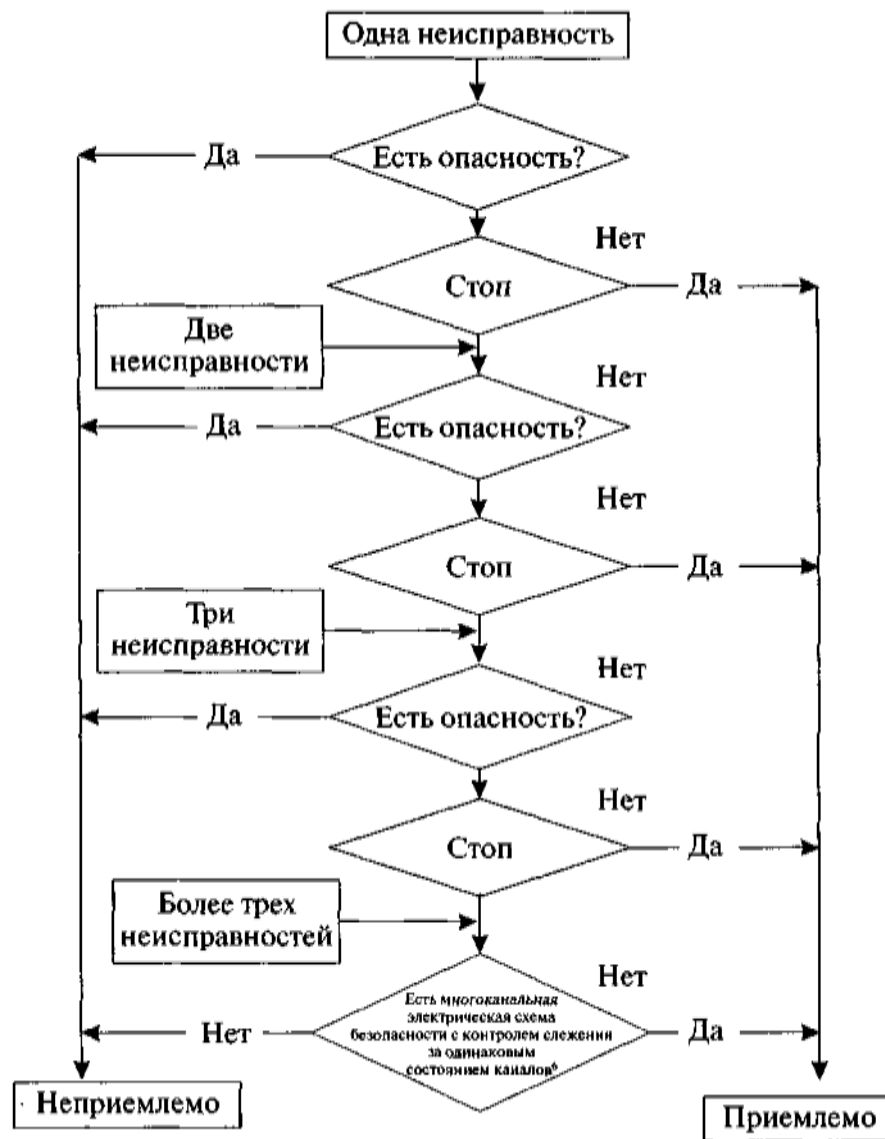 Одна неисправность
Да
Есть опасность?
Нет
Стоп
Да
Две
неисправности
Нет
Да
Есть опасность?
Нет
Стоп
Да
Три
неисправности
Нет
Да
Есть опасность?
Нет
Стоп
Да
Более трех
неисправностей
Нет
Есть многоканальная
электрическая схема
безопасности с контролем слежения
за одинаковым
состоянием каналов⁶
Нет
Да
Неприемлемо
Приемлемо